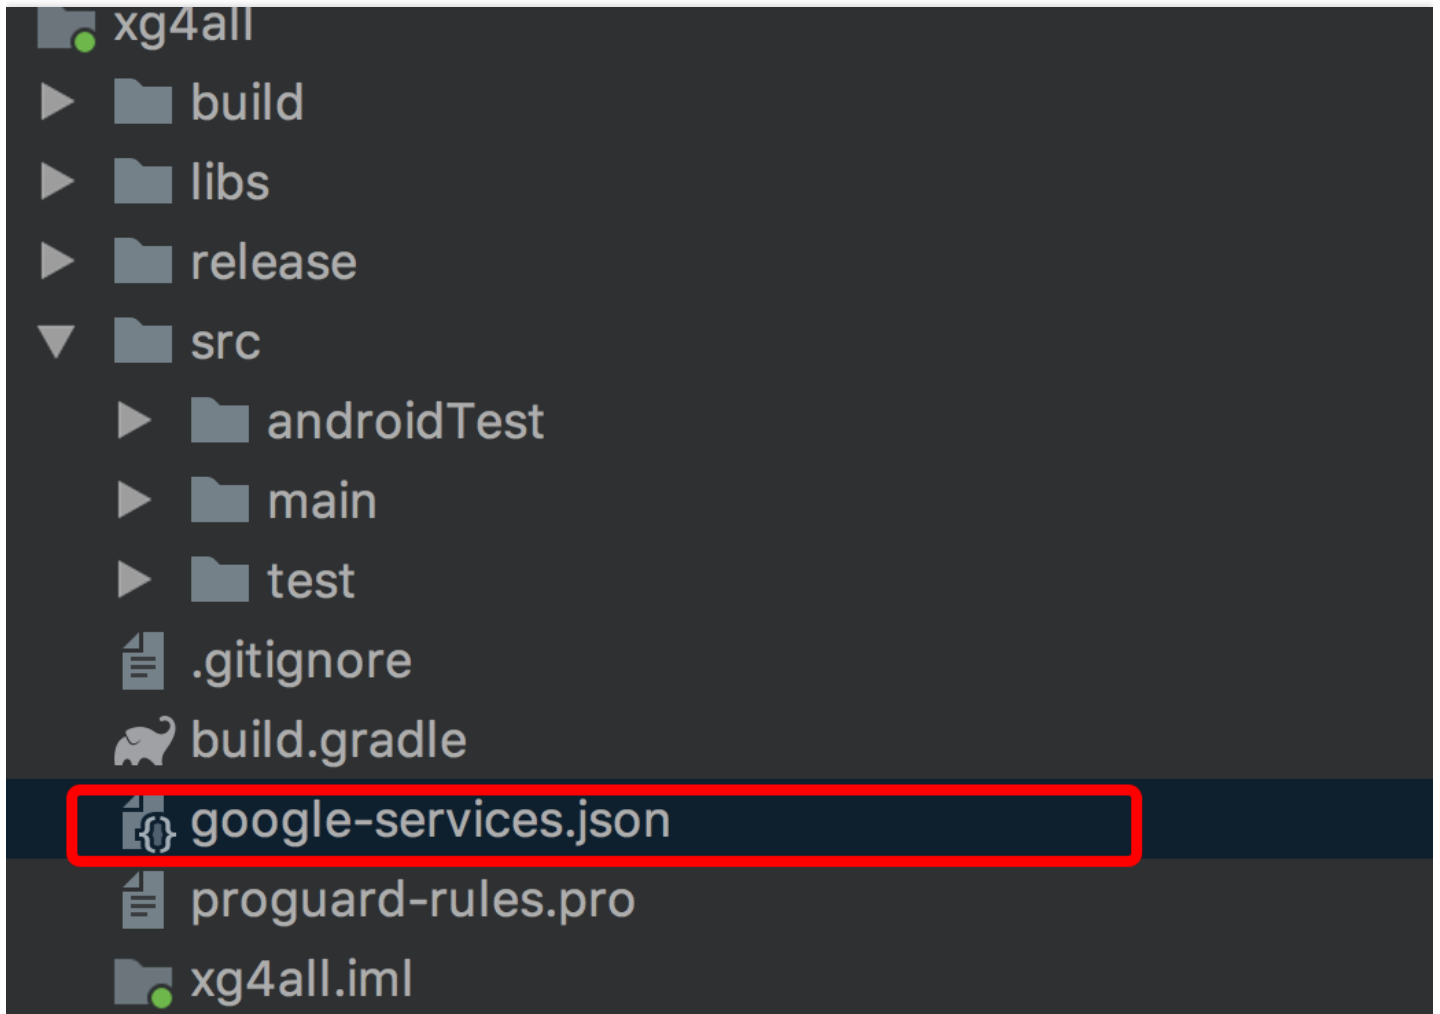 xg4all
build
libs
release
src
androidTest
main
test
.gitignore
build.gradle
google-services.json
proguard-rules.pro
xg4all.iml